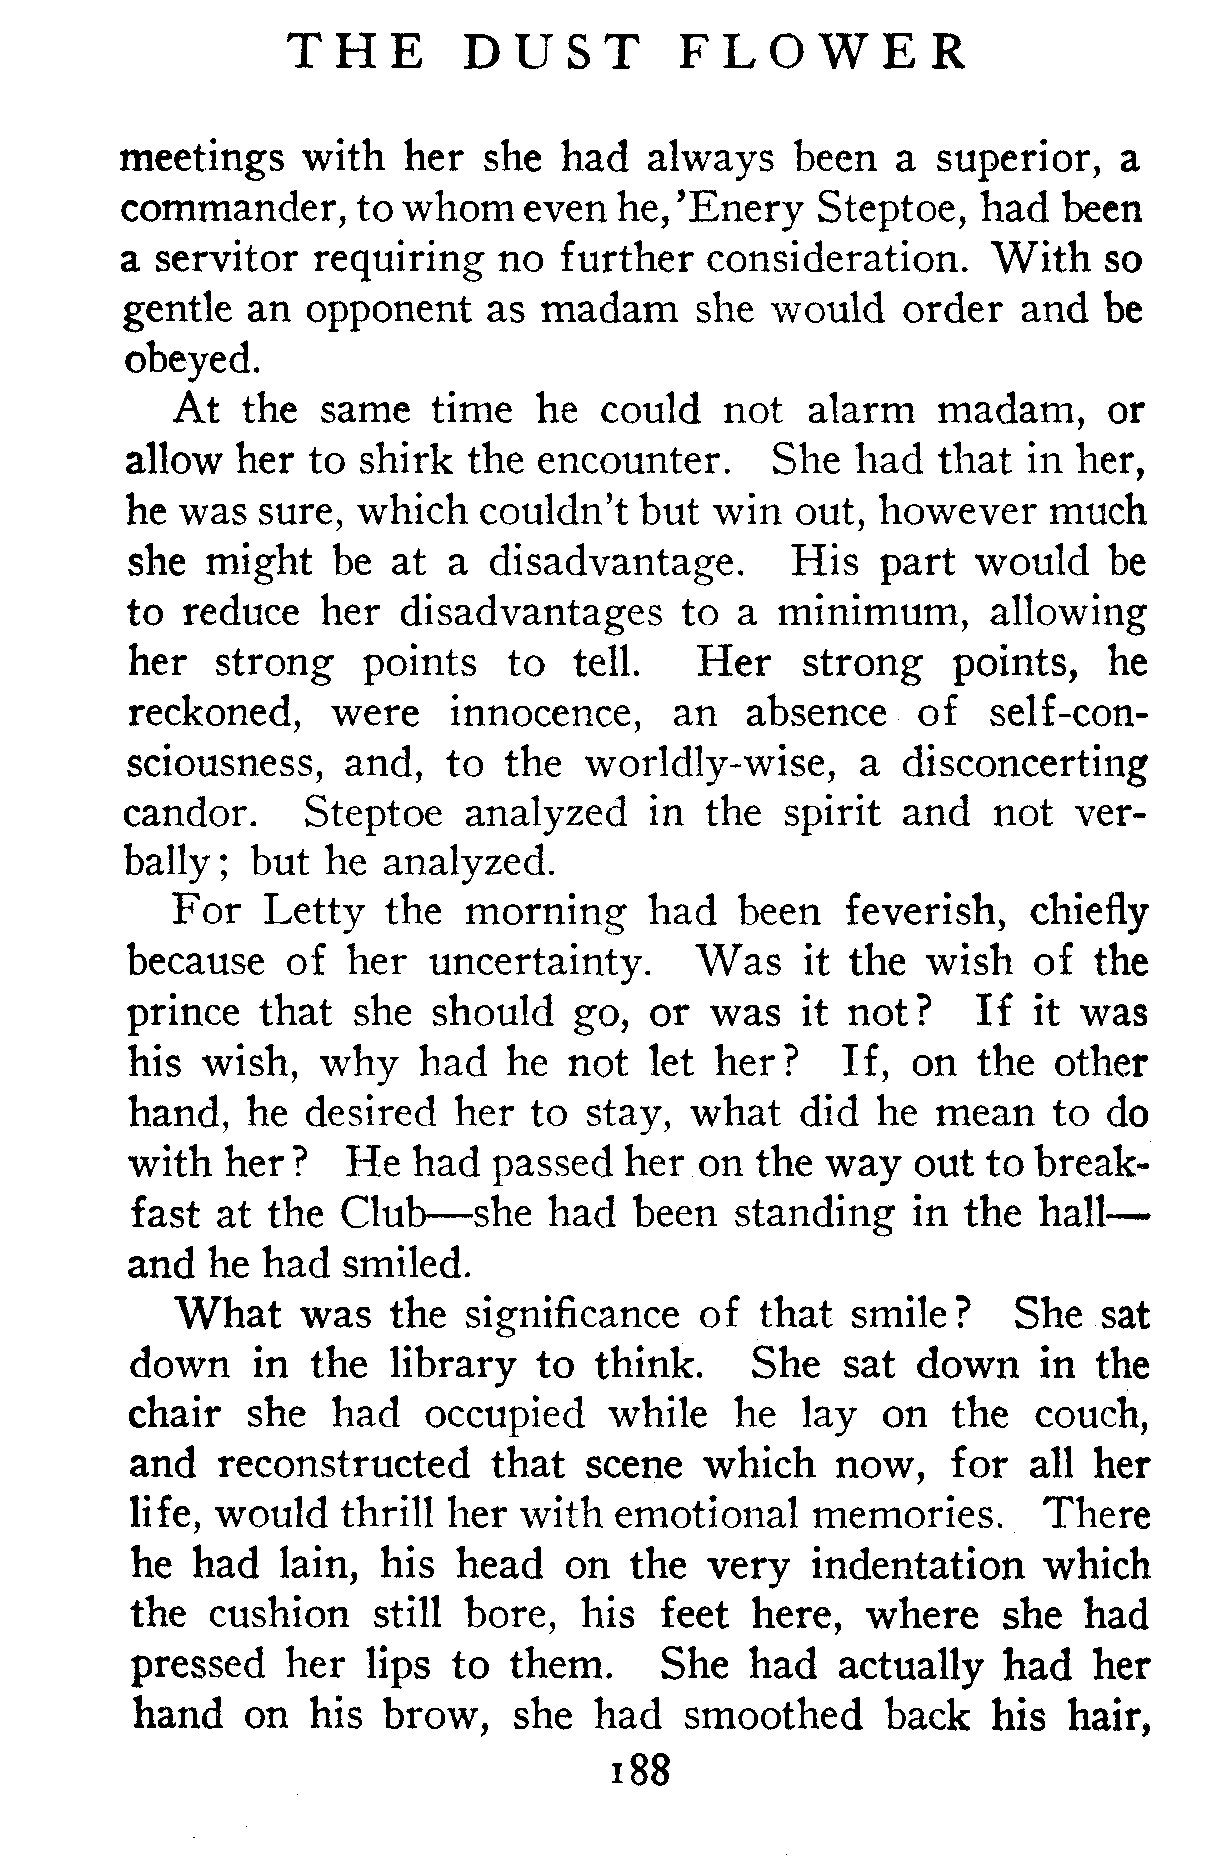 THE DUST FLOWER
meetings with her she had always been a superior, a
commander, to whom even he, 'Enery Steptoe, had been
a servitor requiring no further consideration. With so
gentle an opponent as madam she would order and be
obeyed.
At the same time he could not alarm madam, or
allow her to shirk the encounter. She had that in her,
he was sure, which couldn't but win out, however much
she might be at a disadvantage. His part would be
to reduce her disadvantages to a minimum, allowing
her strong points to tell. Her strong points, he
reckoned, were innocence, an absence of self-con-
sciousness, and, to the worldly-wise, a disconcerting
candor. Steptoe analyzed in the spirit and not ver-
bally; but he analyzed.
For Letty the morning had been feverish, chiefly
because of her uncertainty. Was it the wish of the
prince that she should go, or was it not? If it was
his wish, why had he not let her? If, on the other
hand, he desired her to stay, what did he mean to do
with her? He had passed her on the way out to break-
fast at the Club—she had been standing in the hall—
and he had smiled.
What was the significance of that smile? She sat
down in the library to think. She sat down in the
chair she had occupied while he lay on the couch,
and reconstructed that scene which now, for all her
life, would thrill her with emotional memories. There
he had lain, his head on the very indentation which
the cushion still bore, his feet here, where she had
pressed her lips to them. She had actually had her
hand on his brow, she had smoothed back his hair,
188